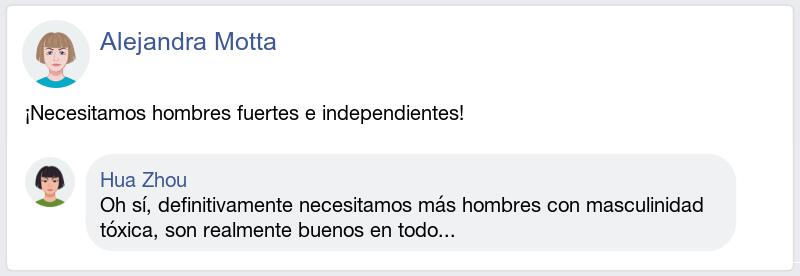 Alejandra Motta
¡Necesitamos hombres fuertes e independientes!
Hua Zhou
Oh sí, definitivamente necesitamos más hombres con masculinidad
tóxica, son realmente buenos en todo...